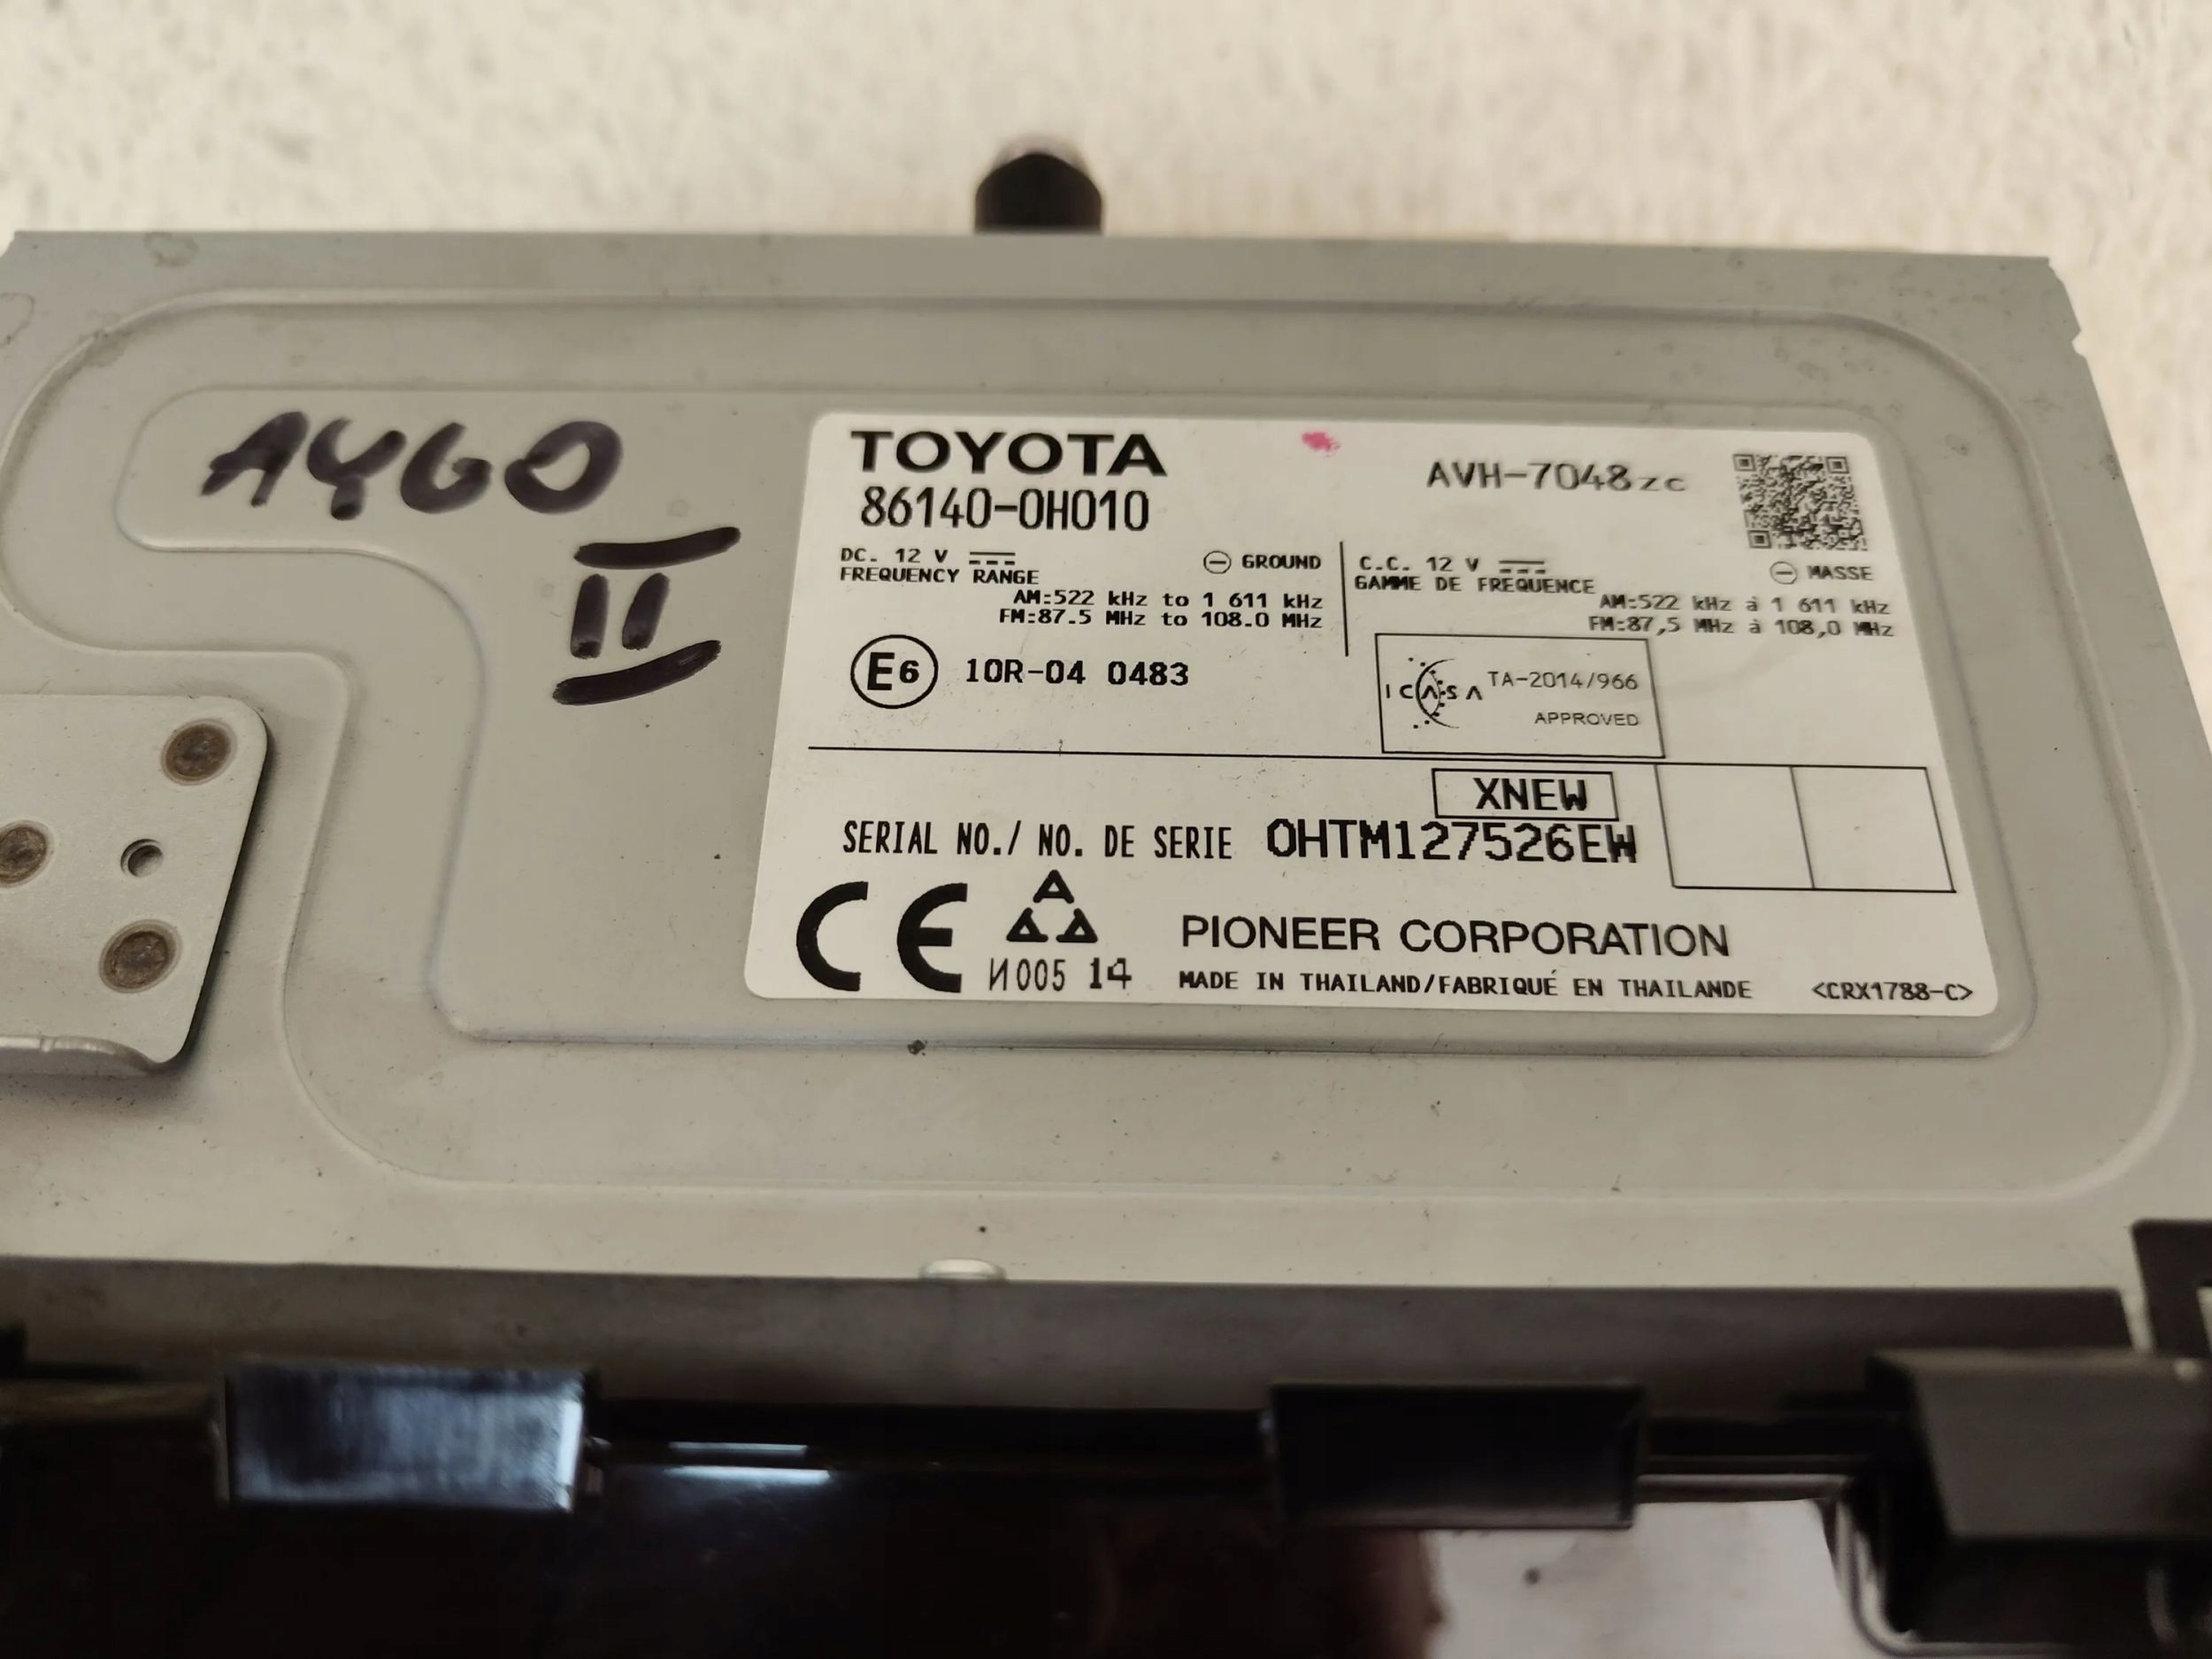 AYGO
II
TOYOTA
86140-0H010
AVH-7048zc
DC. 12 V ⊖ GROUND
FREQUENCY RANGE
AM:522 kHz to 1 611 kHz
FM:87.5 MHz to 108.0 MHz
C.C. 12 V ⊖ MASSE
GAMME DE FREQUENCE
AM:522 kHz à 1 611 kHz
FM:87,5 MHz à 108,0 MHz
E6 10R-04 0483
ICASA TA-2014/966
APPROVED
XNEW
SERIAL NO./ NO. DE SERIE 0HTM127526EW
CE
И005 14
PIONEER CORPORATION
MADE IN THAILAND/FABRIQUÉ EN THAILANDE <CRX1788-C>